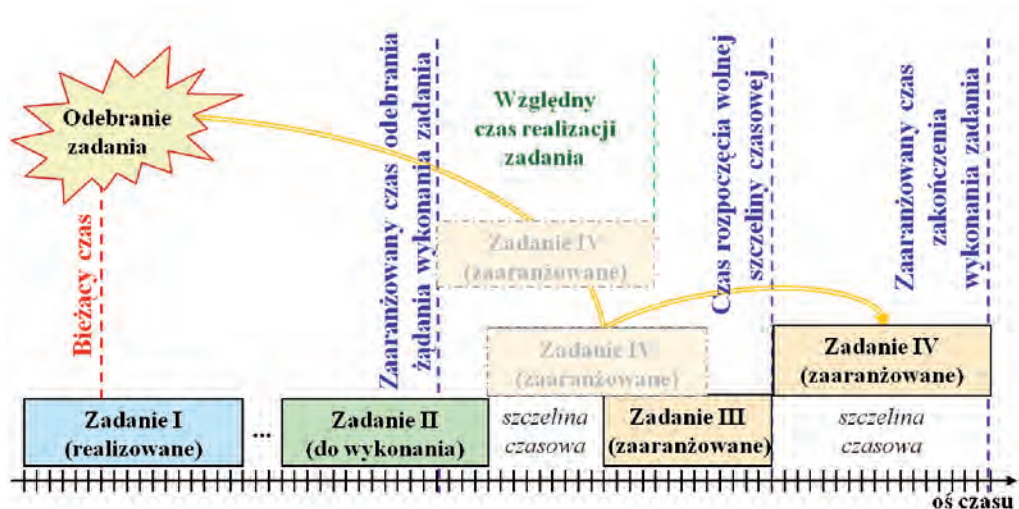 Odebranie
zadania
Bieżący czas
Zaaranżowany czas odebrania
żądania wykonania zadania
Względny
czas realizacji
zadania
Czas rozpoczęcia wolnej
szczeliny czasowej
Zaaranżowany czas
zakończenia
wykonania zadania
Zadanie IV
(zaaranżowane)
Zadanie IV
(zaaranżowane)
Zadanie IV
(zaaranżowane)
Zadanie I
(realizowane)
...
Zadanie II
(do wykonania)
szczelina
czasowa
Zadanie III
(zaaranżowane)
szczelina
czasowa
oś czasu